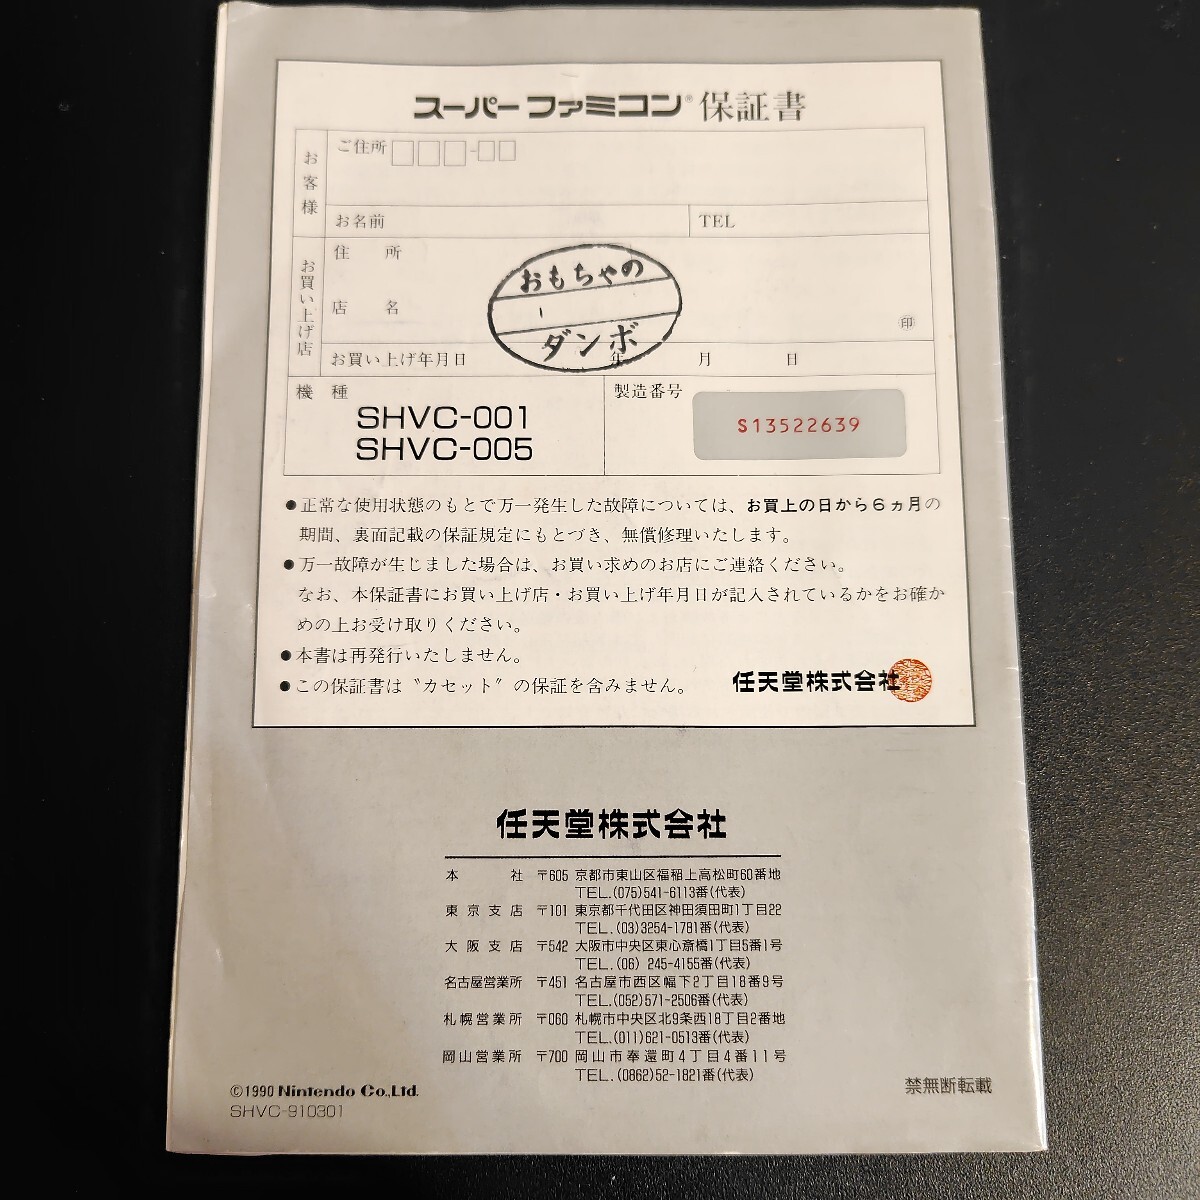 スーパーファミコン® 保証書
お客様
ご住所 □□□-□□
お名前
TEL
お買い上げ店
住所
店名
おもちゃの
ダンボ
印
お買い上げ年月日 年 月 日
機種
SHVC-001
SHVC-005
製造番号
S13522639
●正常な使用状態のもとで万一発生した故障については、お買上の日から6ヵ月の
期間、裏面記載の保証規定にもとづき、無償修理いたします。
●万一故障が生じました場合は、お買い求めのお店にご連絡ください。
なお、本保証書にお買い上げ店・お買い上げ年月日が記入されているかをお確か
めの上お受け取りください。
●本書は再発行いたしません。
●この保証書は〝カセット〞の保証を含みません。
任天堂株式会社
任天堂株式会社
本社 〒605 京都市東山区福稲上高松町60番地
TEL.(075)541-6113番(代表)
東京支店 〒101 東京都千代田区神田須田町1丁目22
TEL.(03)3254-1781番(代表)
大阪支店 〒542 大阪市中央区東心斎橋1丁目5番1号
TEL.(06) 245-4155番(代表)
名古屋営業所 〒451 名古屋市西区幅下2丁目18番9号
TEL.(052)571-2506番(代表)
札幌営業所 〒060 札幌市中央区北9条西18丁目2番地
TEL.(011)621-0513番(代表)
岡山営業所 〒700 岡山市奉還町4丁目4番11号
TEL.(0862)52-1821番(代表)
©1990 Nintendo Co.,Ltd.
SHVC-910301
禁無断転載